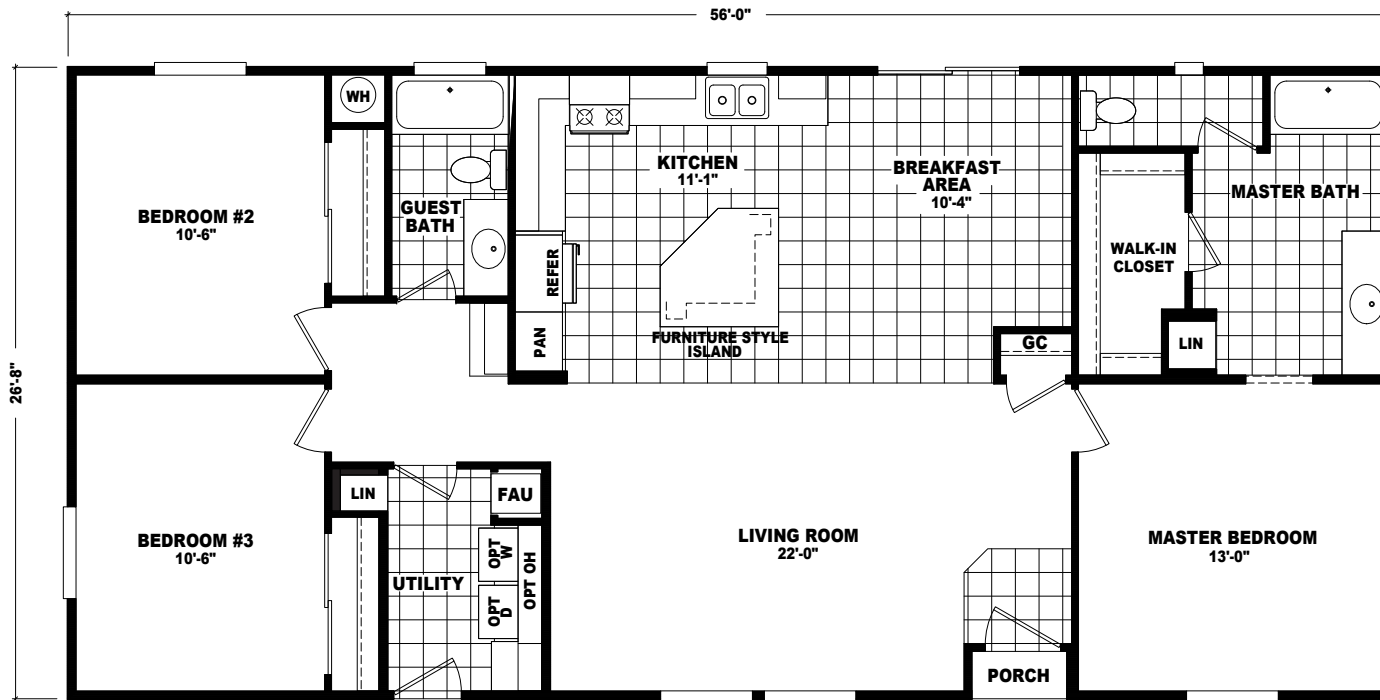 56'-0"
WH
KITCHEN
11'-1"
BREAKFAST
AREA
10'-4"
MASTER BATH
BEDROOM #2
10'-6"
GUEST
BATH
WALK-IN
CLOSET
REFER
PAN
FURNITURE STYLE
ISLAND
GC
LIN
26'-8"
LIN
FAU
BEDROOM #3
10'-6"
OPT
W
OPT
D
OPT OH
UTILITY
LIVING ROOM
22'-0"
MASTER BEDROOM
13'-0"
PORCH